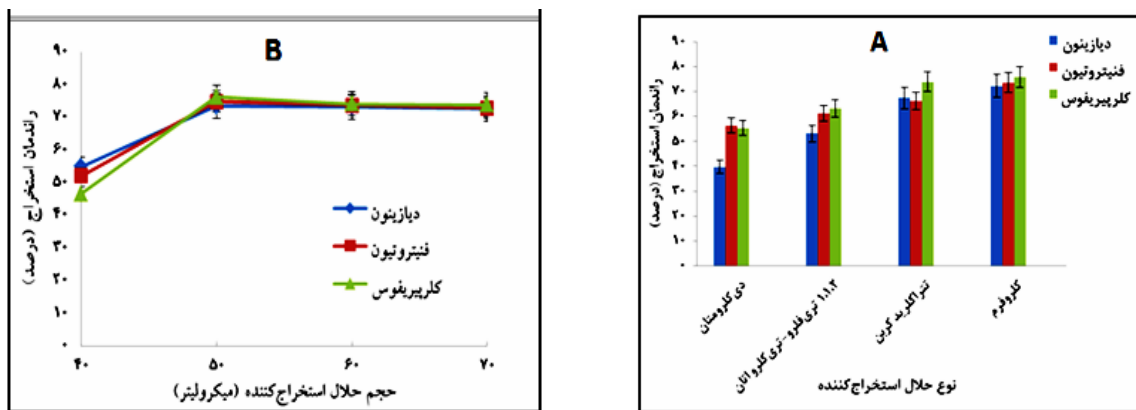 B
۹۰
۸۰
۷۰
۶۰
۵۰
۴۰
۳۰
۲۰
۱۰
۰
راندمان استخراج (درصد)
دیازینون
فنیتروتیون
کلرپیریفوس
۴۰ ۵۰ ۶۰ ۷۰
حجم حلال استخراج‌کننده (میکرولیتر)
A
۹۰
۸۰
۷۰
۶۰
۵۰
۴۰
۳۰
۲۰
۱۰
۰
راندمان استخراج (درصد)
دیازینون
فنیتروتیون
کلرپیریفوس
دی کلرومتان
۱.۱.۲ تری فلرو-تری کلرو اتان
تتراکلرید کربن
کلروفرم
نوع حلال استخراج‌کننده